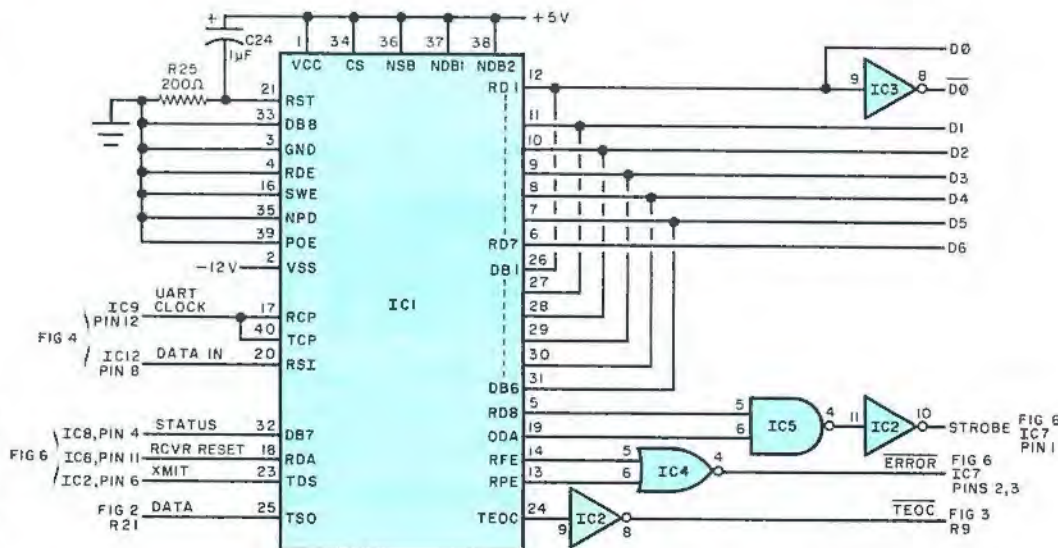 +5V
+
C24
1µF
1 34 36 37 38
VCC CS NSB NDB1 NDB2
R25
200Ω
21 RST
33 DB8
3 GND
4 RDE
16 SWE
35 NPD
39 POE
-12V 2 VSS
IC9 PIN 12 UART CLOCK 17 RCP
40 TCP
FIG 4
IC12 PIN 8 DATA IN 20 RSI
IC8, PIN 4 STATUS 32 DB7
FIG 6
IC6, PIN 11 RCVR RESET 18 RDA
IC2, PIN 6 XMIT 23 TDS
FIG 2 R21 DATA 25 TSO
IC1
RD1 12
9 IC3 8
D0
D̅0̅
11 D1
10 D2
9 D3
8 D4
7 D5
RD7 6 D6
DB1 26
27
28
29
30
DB6 31
RD8 5
ODA 19
5 6 IC5 4 11 IC2 10 STROBE FIG 6 IC7 PIN 1
RFE 14
RPE 13
5 6 IC4 4 E̅R̅R̅O̅R̅ FIG 6 IC7 PINS 2,3
TEOC 24 9 IC2 8 T̅E̅O̅C̅ FIG 3 R9